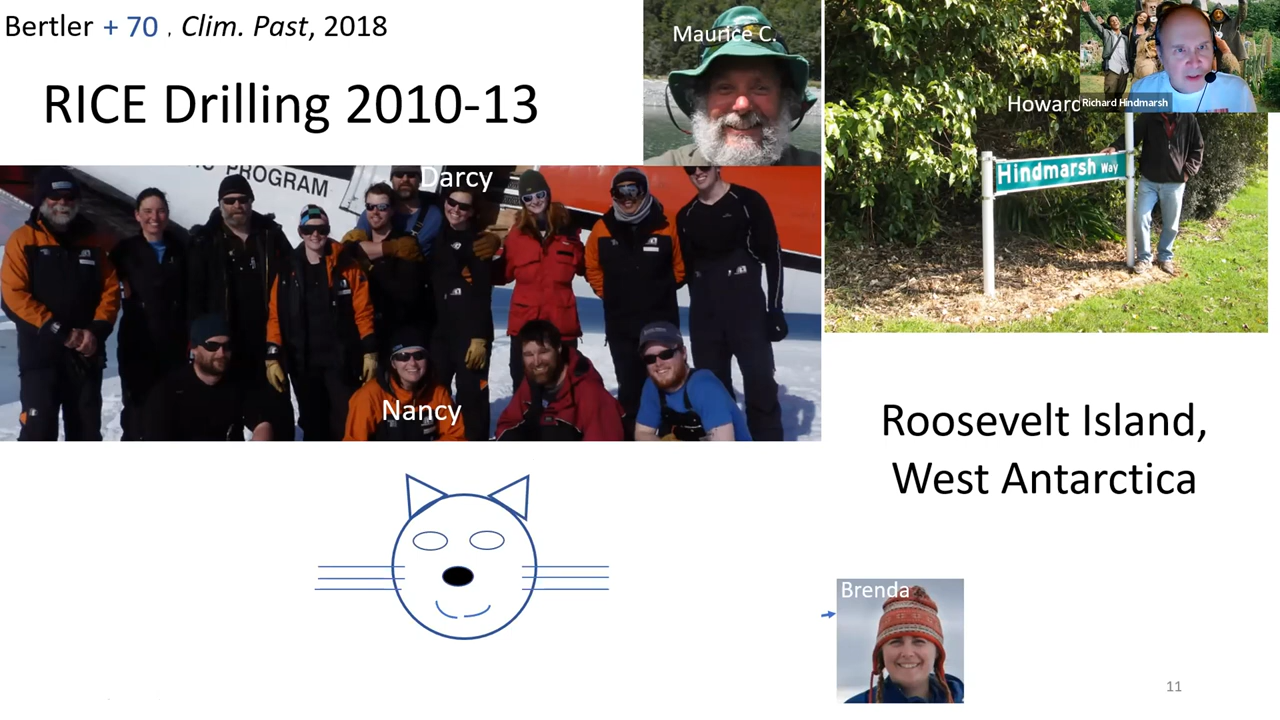 Bertler + 70 , Clim. Past, 2018
RICE Drilling 2010-13
Maurice C.
Howard
Richard Hindmarsh
Hindmarsh Way
PROGRAM
Darcy
Nancy
Roosevelt Island,
West Antarctica
Brenda
11